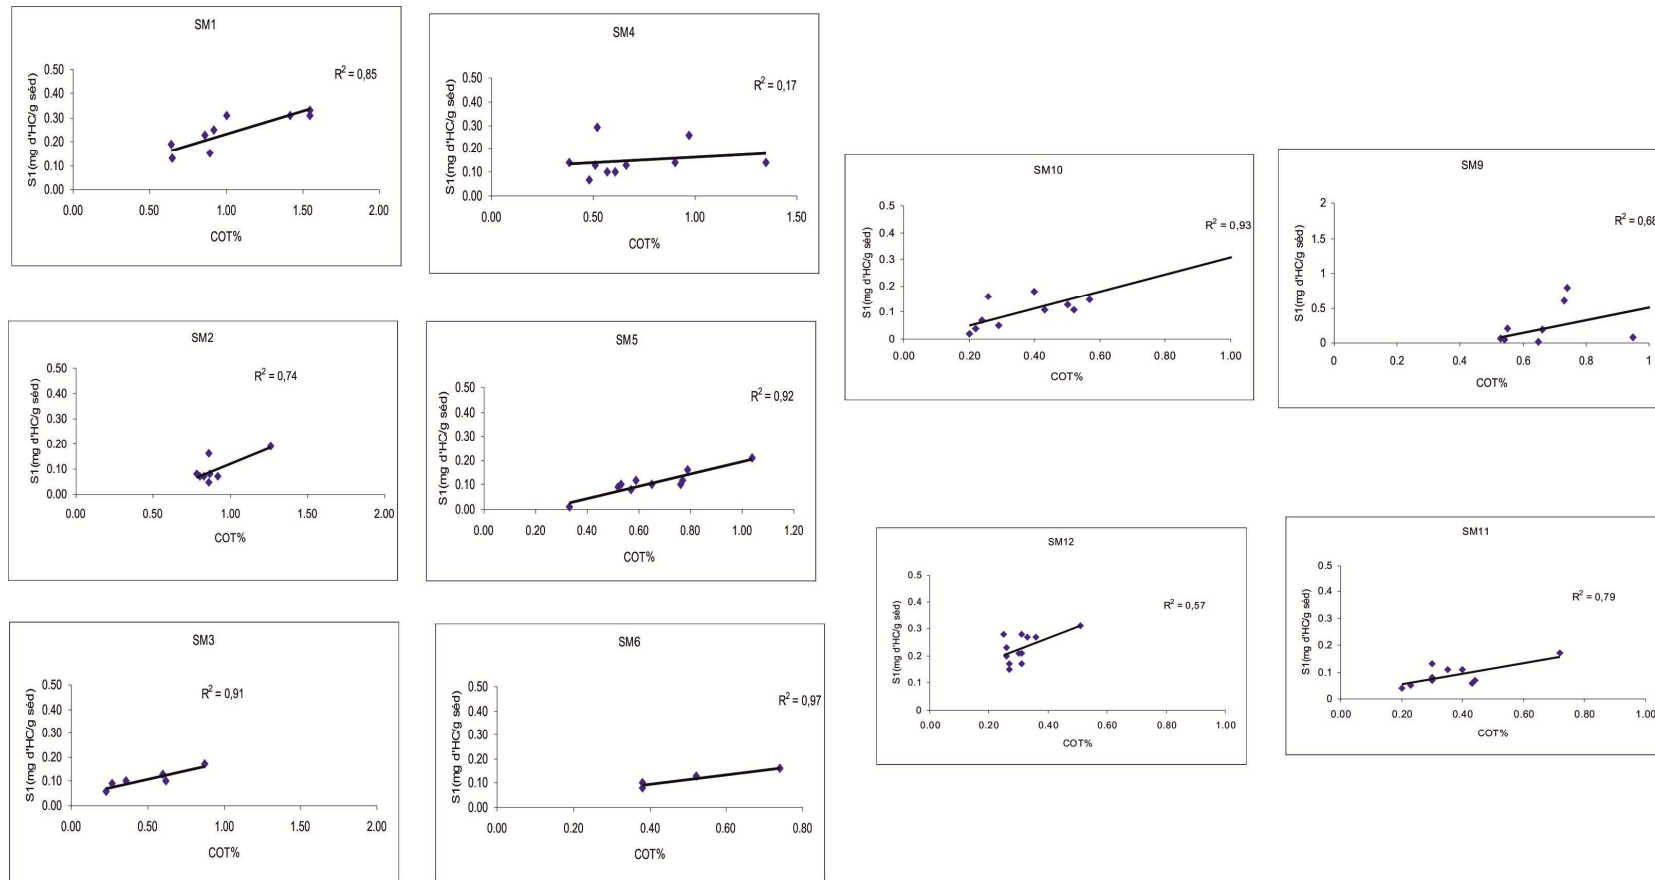 SM1
R² = 0,85
S1(mg d'HC/g séd)
0.50
0.40
0.30
0.20
0.10
0.00
0.00 0.50 1.00 1.50 2.00
COT%
SM4
R² = 0,17
S1(mg d'HC/g séd)
0.50
0.40
0.30
0.20
0.10
0.00
0.00 0.50 1.00 1.50
COT%
SM10
R² = 0,93
S1(mg d'HC/g séd)
0.5
0.4
0.3
0.2
0.1
0
0.00 0.20 0.40 0.60 0.80 1.00
COT%
SM9
R² = 0,68
S1(mg d'HC/g séd)
2
1.5
1
0.5
0
0 0.2 0.4 0.6 0.8 1
COT%
SM2
R² = 0,74
S1(mg d'HC/g séd)
0.50
0.40
0.30
0.20
0.10
0.00
0.00 0.50 1.00 1.50 2.00
COT%
SM5
R² = 0,92
S1(mg d'HC/g séd)
0.50
0.40
0.30
0.20
0.10
0.00
0.00 0.20 0.40 0.60 0.80 1.00 1.20
COT%
SM12
R² = 0,57
S1(mg d'HC/g séd)
0.5
0.4
0.3
0.2
0.1
0
0.00 0.20 0.40 0.60 0.80 1.00
COT%
SM11
R² = 0,79
S1(mg d'HC/g séd)
0.5
0.4
0.3
0.2
0.1
0
0.00 0.20 0.40 0.60 0.80 1.00
COT%
SM3
R² = 0,91
S1(mg d'HC/g séd)
0.50
0.40
0.30
0.20
0.10
0.00
0.00 0.50 1.00 1.50 2.00
COT%
SM6
R² = 0,97
S1(mg d'HC/g séd)
0.50
0.40
0.30
0.20
0.10
0.00
0.00 0.20 0.40 0.60 0.80
COT%